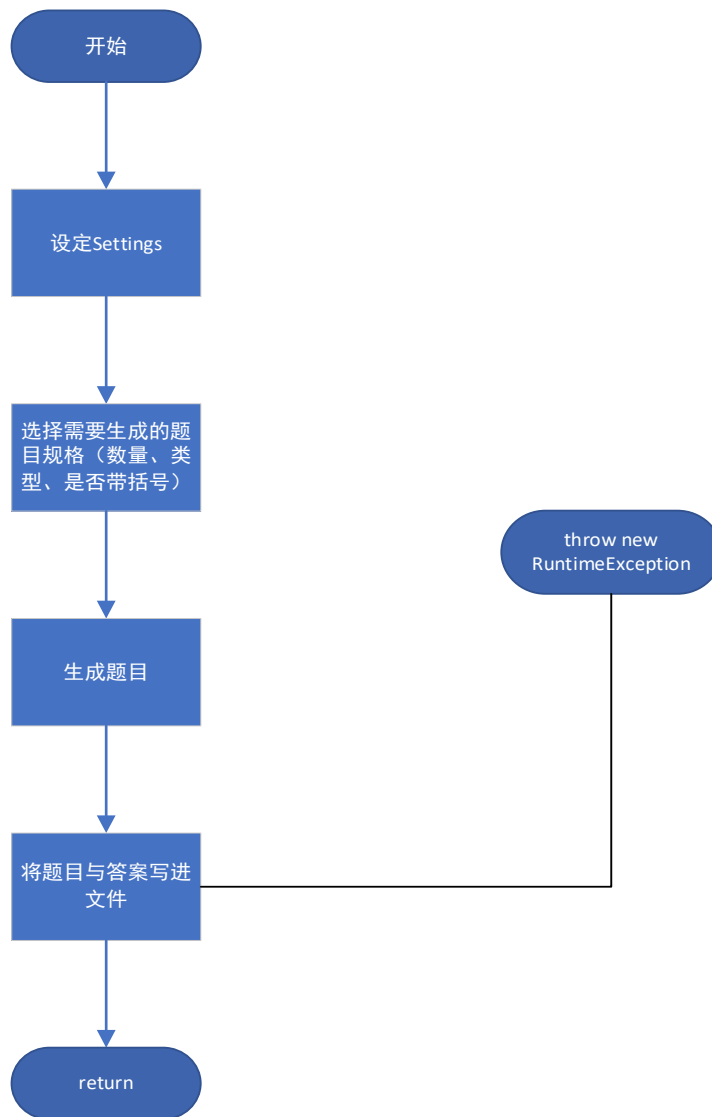 开始
设定Settings
选择需要生成的题
目规格（数量、类
型、是否带括号）
throw new
RuntimeException
生成题目
将题目与答案写进
文件
return